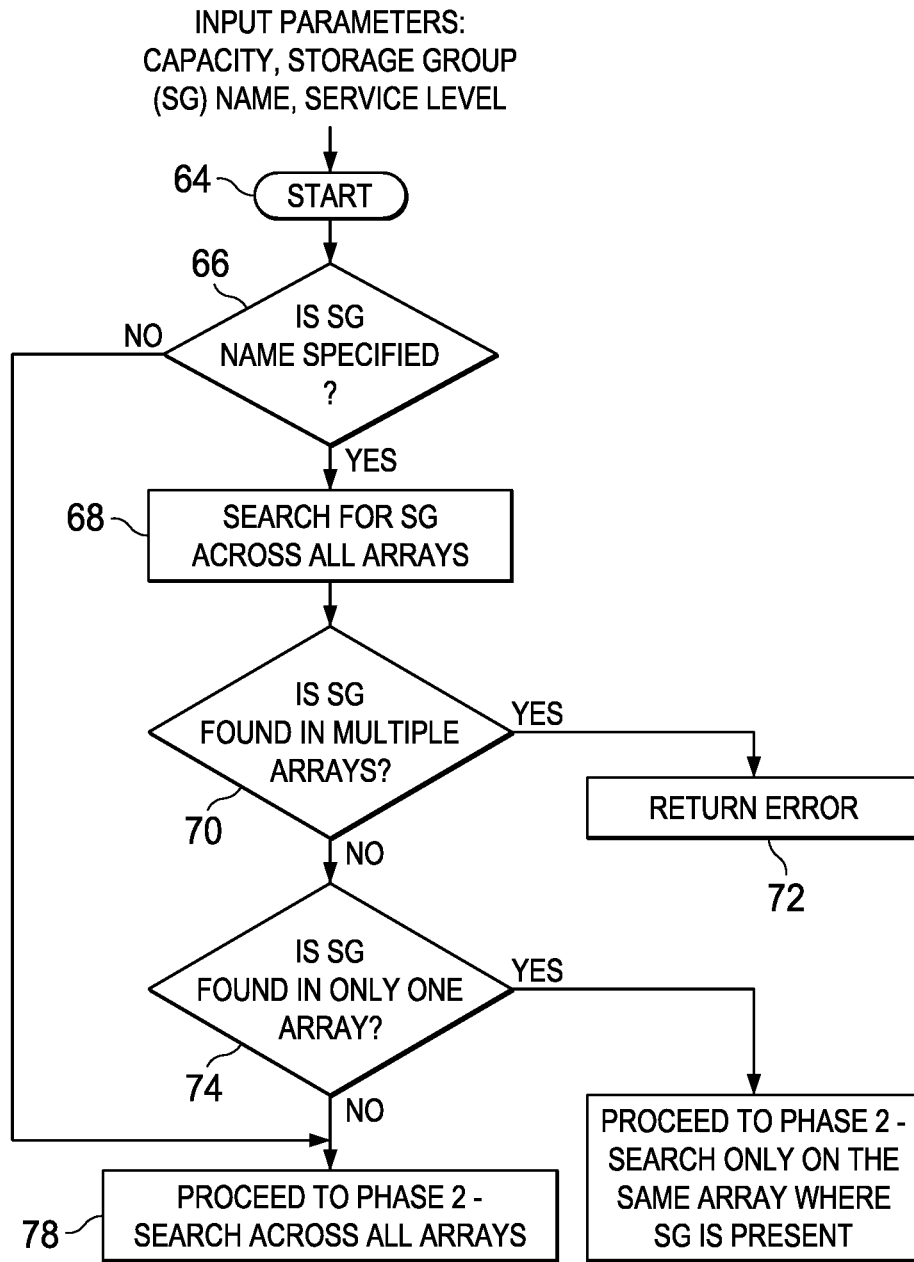 INPUT PARAMETERS:
CAPACITY, STORAGE GROUP
(SG) NAME, SERVICE LEVEL
64
START
66
IS SG
NAME SPECIFIED
?
NO
YES
68
SEARCH FOR SG
ACROSS ALL ARRAYS
IS SG
FOUND IN MULTIPLE
ARRAYS?
YES
70
NO
RETURN ERROR
72
IS SG
FOUND IN ONLY ONE
ARRAY?
YES
74
NO
PROCEED TO PHASE 2 -
SEARCH ONLY ON THE
SAME ARRAY WHERE
SG IS PRESENT
78
PROCEED TO PHASE 2 -
SEARCH ACROSS ALL ARRAYS